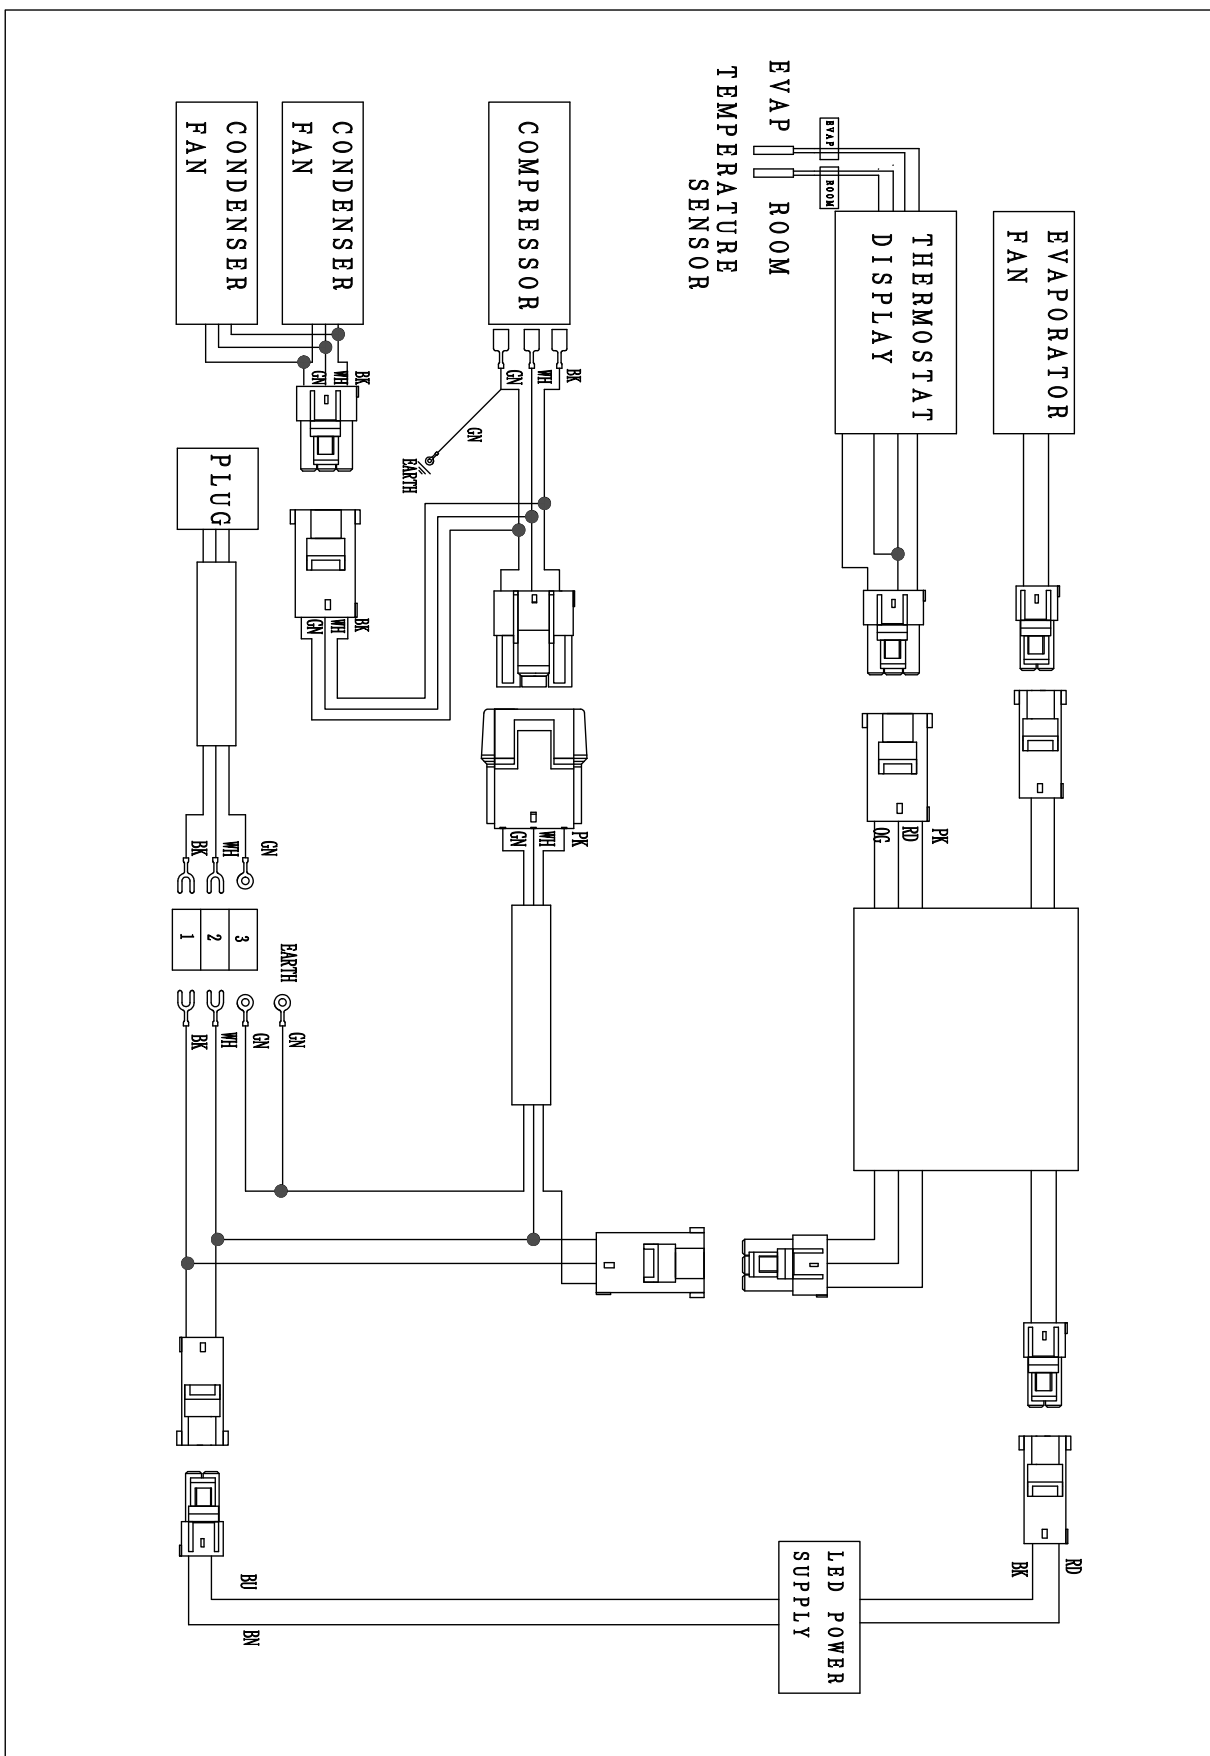 CONDENSER
FAN
CONDENSER
FAN
COMPRESSOR
EVAP ROOM
TEMPERATURE
SENSOR
EVAP
ROOM
THERMOSTAT
DISPLAY
EVAPORATOR
FAN
BK
WH
GN
BK
WH
GN
GN
EARTH
PLUG
BK
WH
GN
PK
WH
GN
PK
RD
OG
GN
WH
BK
3
2
1
EARTH
GN
GN
WH
BK
LED POWER
SUPPLY
RD
BK
BU
BN